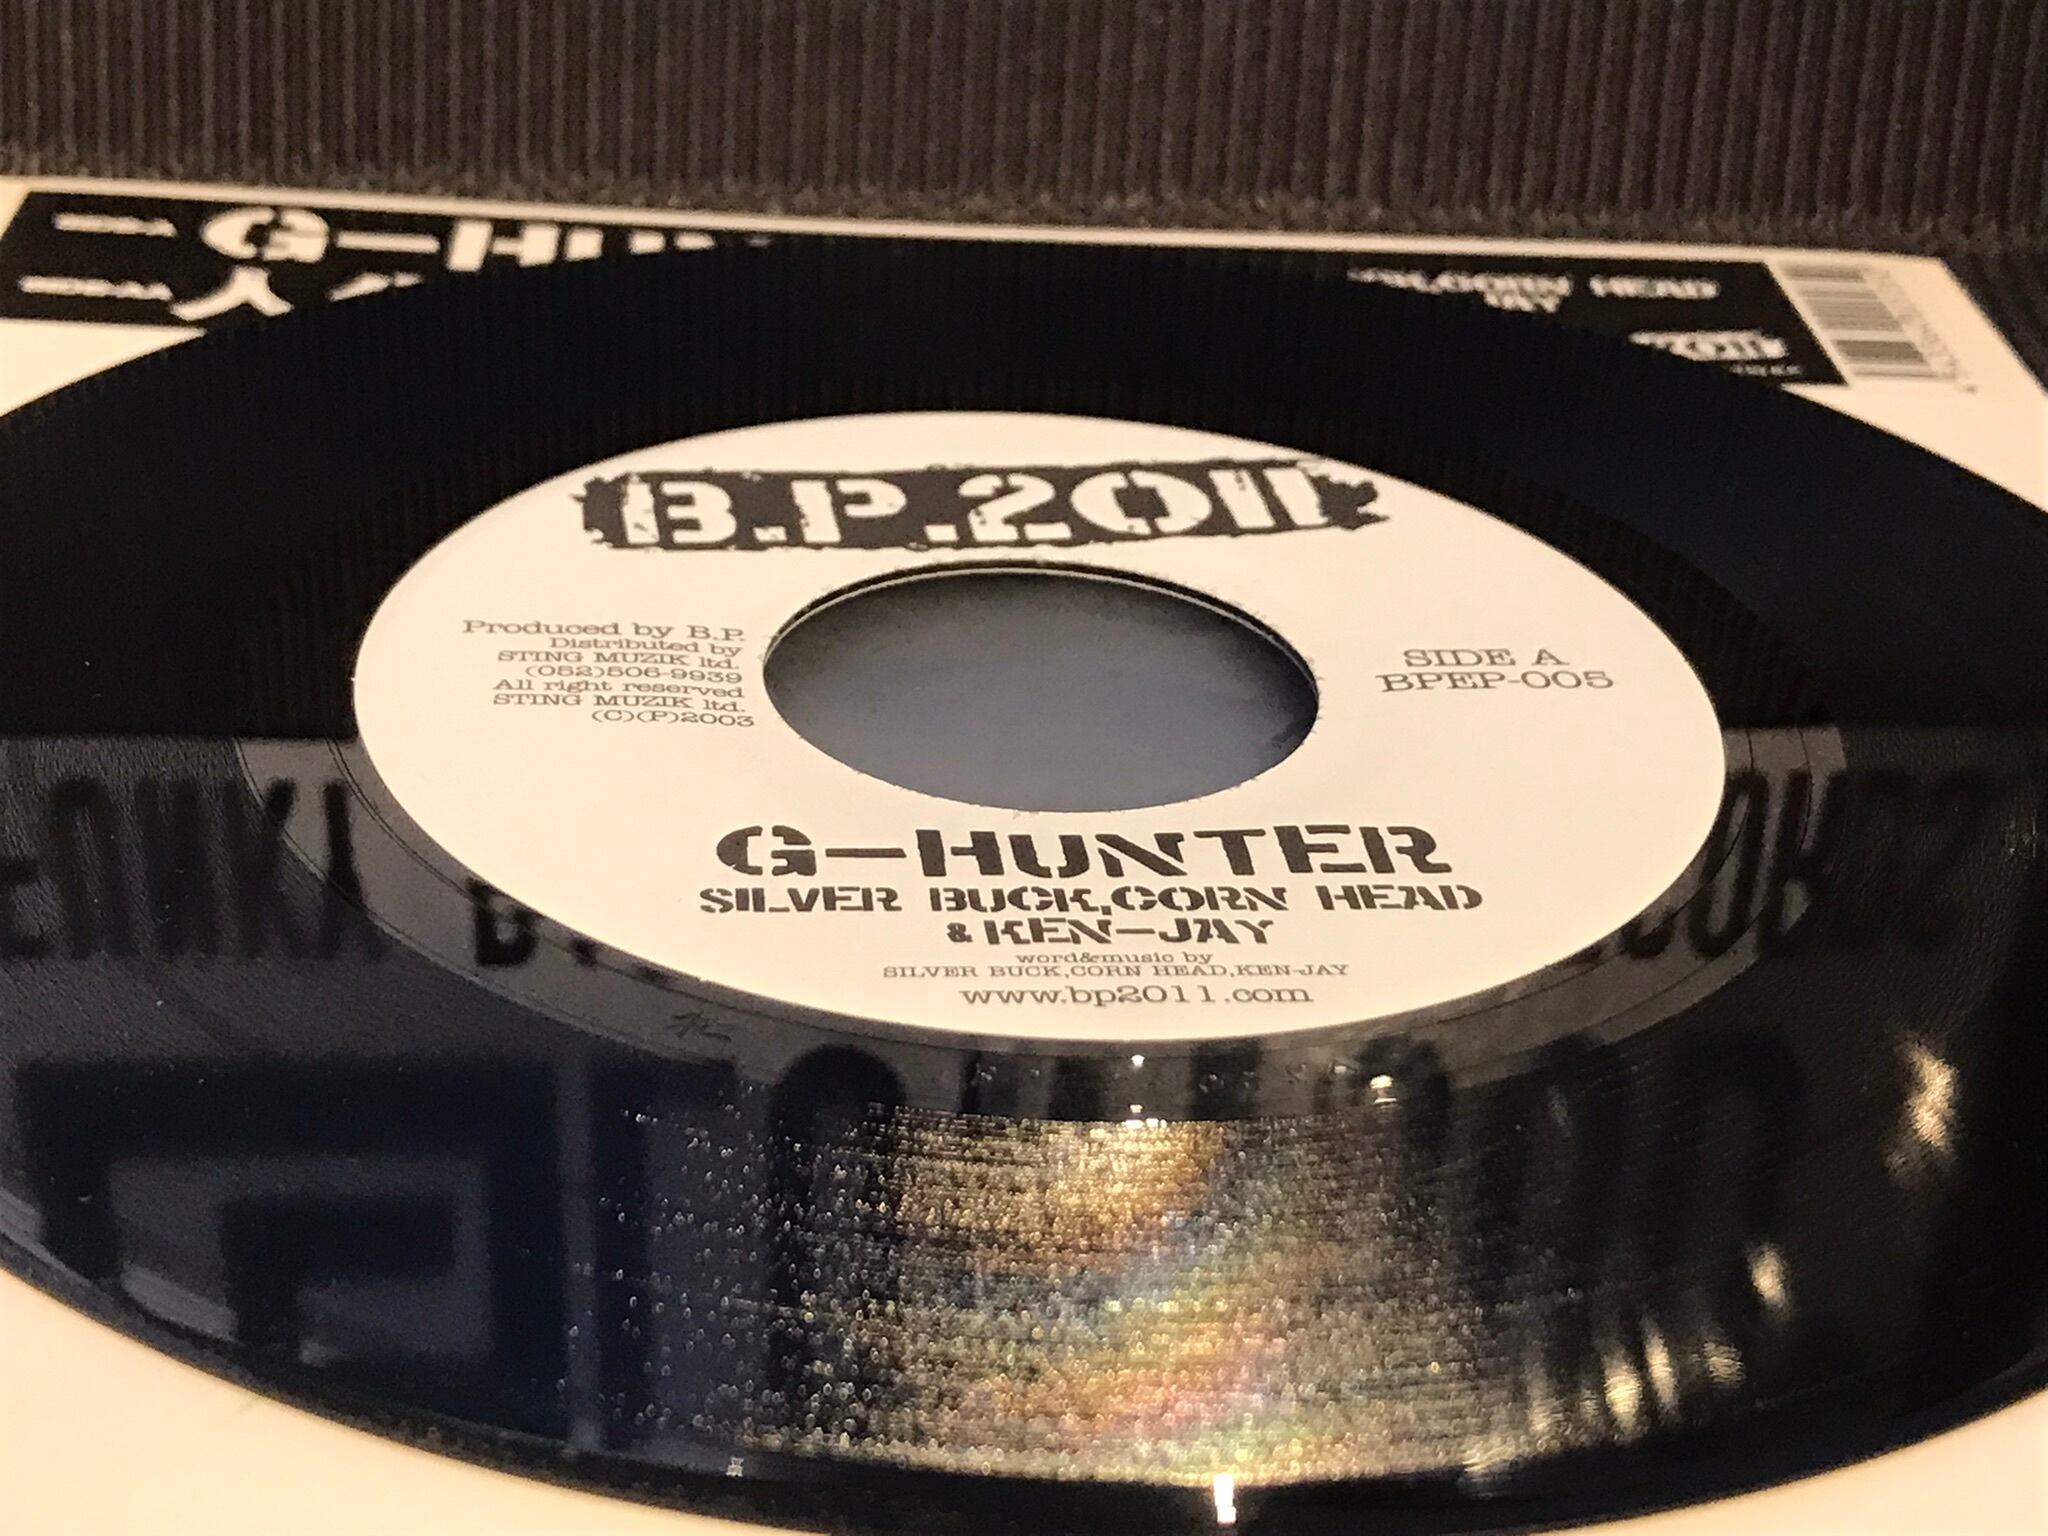 B.P.2011
Produced by B.P.
Distributed by
STING MUZIK ltd.
(052)506-9939
All right reserved
STING MUZIK ltd.
(C)(P)2003
SIDE A
BPEP-005
G-HUNTER
SILVER BUCK,CORN HEAD
& KEN-JAY
word&music by
SILVER BUCK,CORN HEAD,KEN-JAY
www.bp2011.com